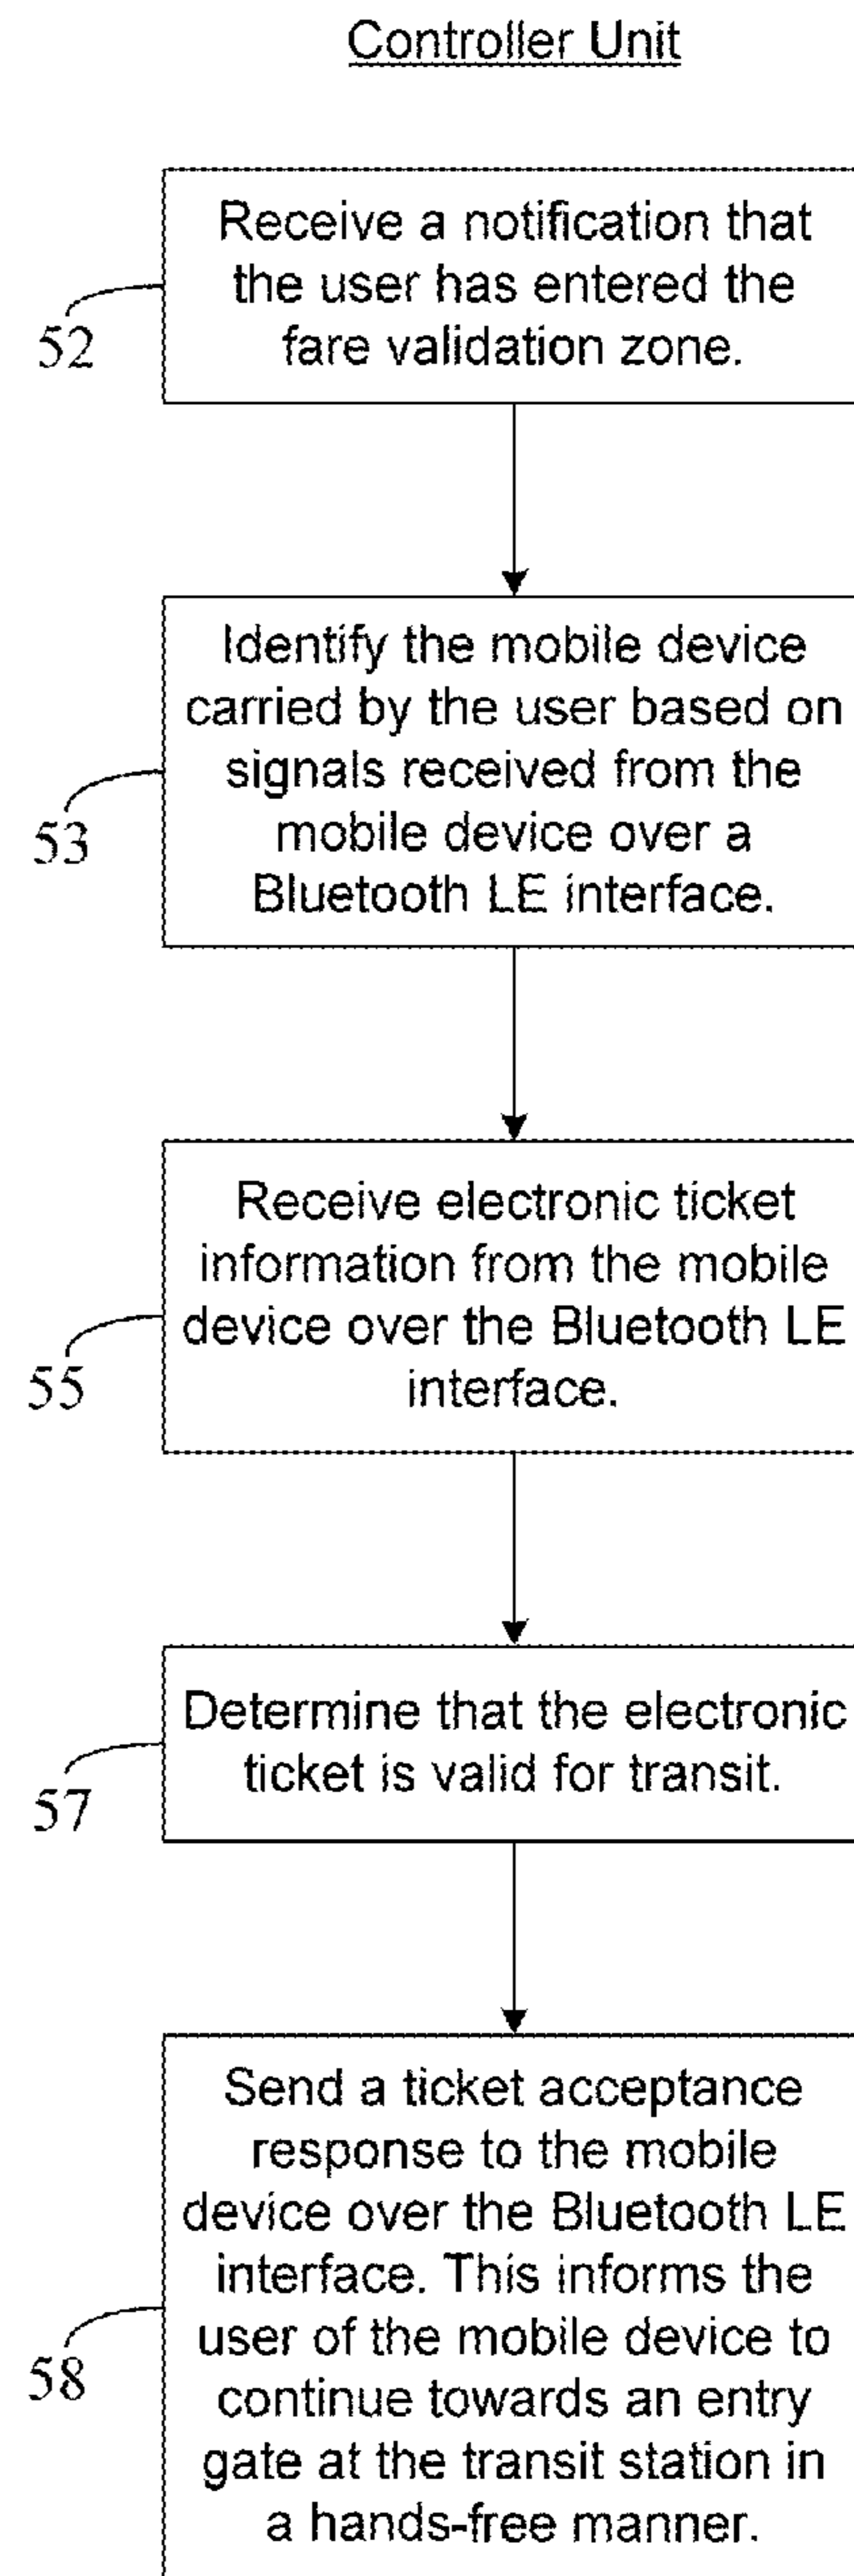 Controller Unit
Receive a notification that
the user has entered the
fare validation zone.
52
Identify the mobile device
carried by the user based on
signals received from the
mobile device over a
Bluetooth LE interface.
53
Receive electronic ticket
information from the mobile
device over the Bluetooth LE
interface.
55
Determine that the electronic
ticket is valid for transit.
57
Send a ticket acceptance
response to the mobile
device over the Bluetooth LE
interface. This informs the
user of the mobile device to
continue towards an entry
gate at the transit station in
a hands-free manner.
58